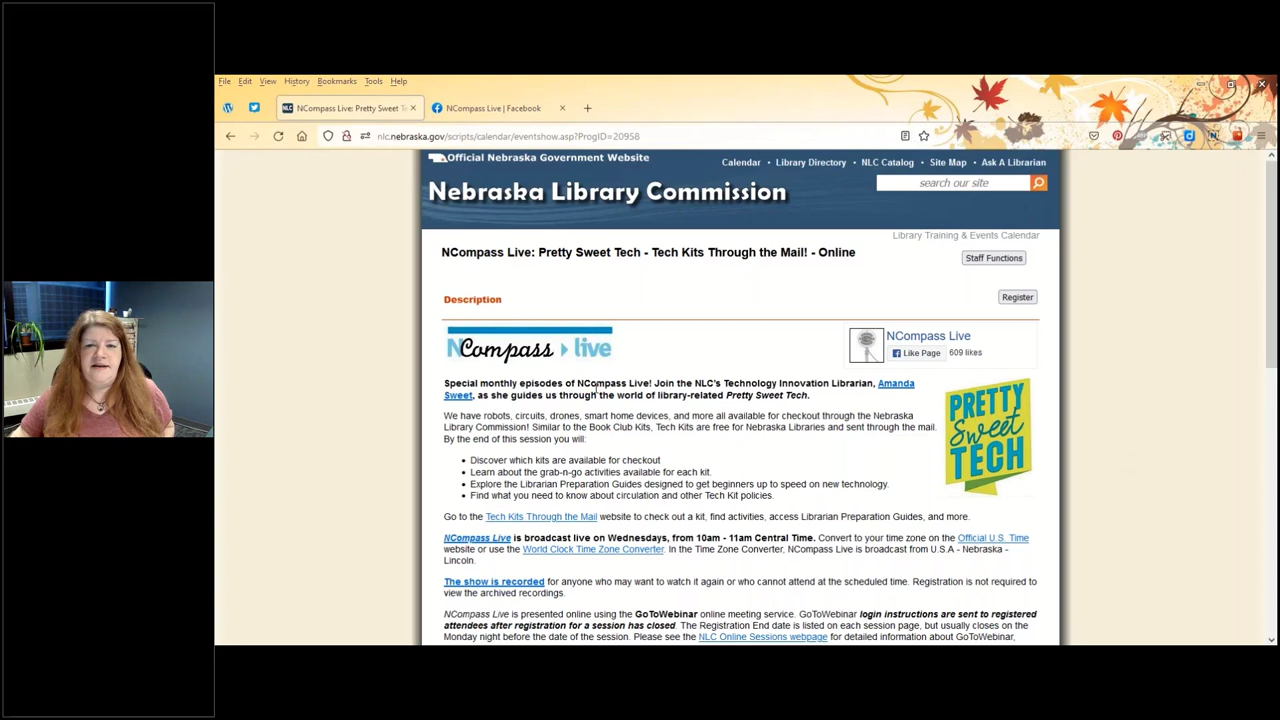 File Edit View History Bookmarks Tools Help
NLC NCompass Live: Pretty Sweet Te
NCompass Live | Facebook
nlc.nebraska.gov/scripts/calendar/eventshow.asp?ProgID=20958
Official Nebraska Government Website
Calendar • Library Directory • NLC Catalog • Site Map • Ask A Librarian
Nebraska Library Commission
search our site
Library Training & Events Calendar
NCompass Live: Pretty Sweet Tech - Tech Kits Through the Mail! - Online
Staff Functions
Description
Register
NCompass live
NCompass Live
Like Page 609 likes
Special monthly episodes of NCompass Live! Join the NLC's Technology Innovation Librarian, Amanda
Sweet, as she guides us through the world of library-related Pretty Sweet Tech.
PRETTY
Sweet
TECH
We have robots, circuits, drones, smart home devices, and more all available for checkout through the Nebraska
Library Commission! Similar to the Book Club Kits, Tech Kits are free for Nebraska Libraries and sent through the mail.
By the end of this session you will:
• Discover which kits are available for checkout
• Learn about the grab-n-go activities available for each kit.
• Explore the Librarian Preparation Guides designed to get beginners up to speed on new technology.
• Find what you need to know about circulation and other Tech Kit policies.
Go to the Tech Kits Through the Mail website to check out a kit, find activities, access Librarian Preparation Guides, and more.
NCompass Live is broadcast live on Wednesdays, from 10am - 11am Central Time. Convert to your time zone on the Official U.S. Time
website or use the World Clock Time Zone Converter. In the Time Zone Converter, NCompass Live is broadcast from U.S.A - Nebraska -
Lincoln.
The show is recorded for anyone who may want to watch it again or who cannot attend at the scheduled time. Registration is not required to
view the archived recordings.
NCompass Live is presented online using the GoToWebinar online meeting service. GoToWebinar login instructions are sent to registered
attendees after registration for a session has closed. The Registration End date is listed on each session page, but usually closes on the
Monday night before the date of the session. Please see the NLC Online Sessions webpage for detailed information about GoToWebinar,